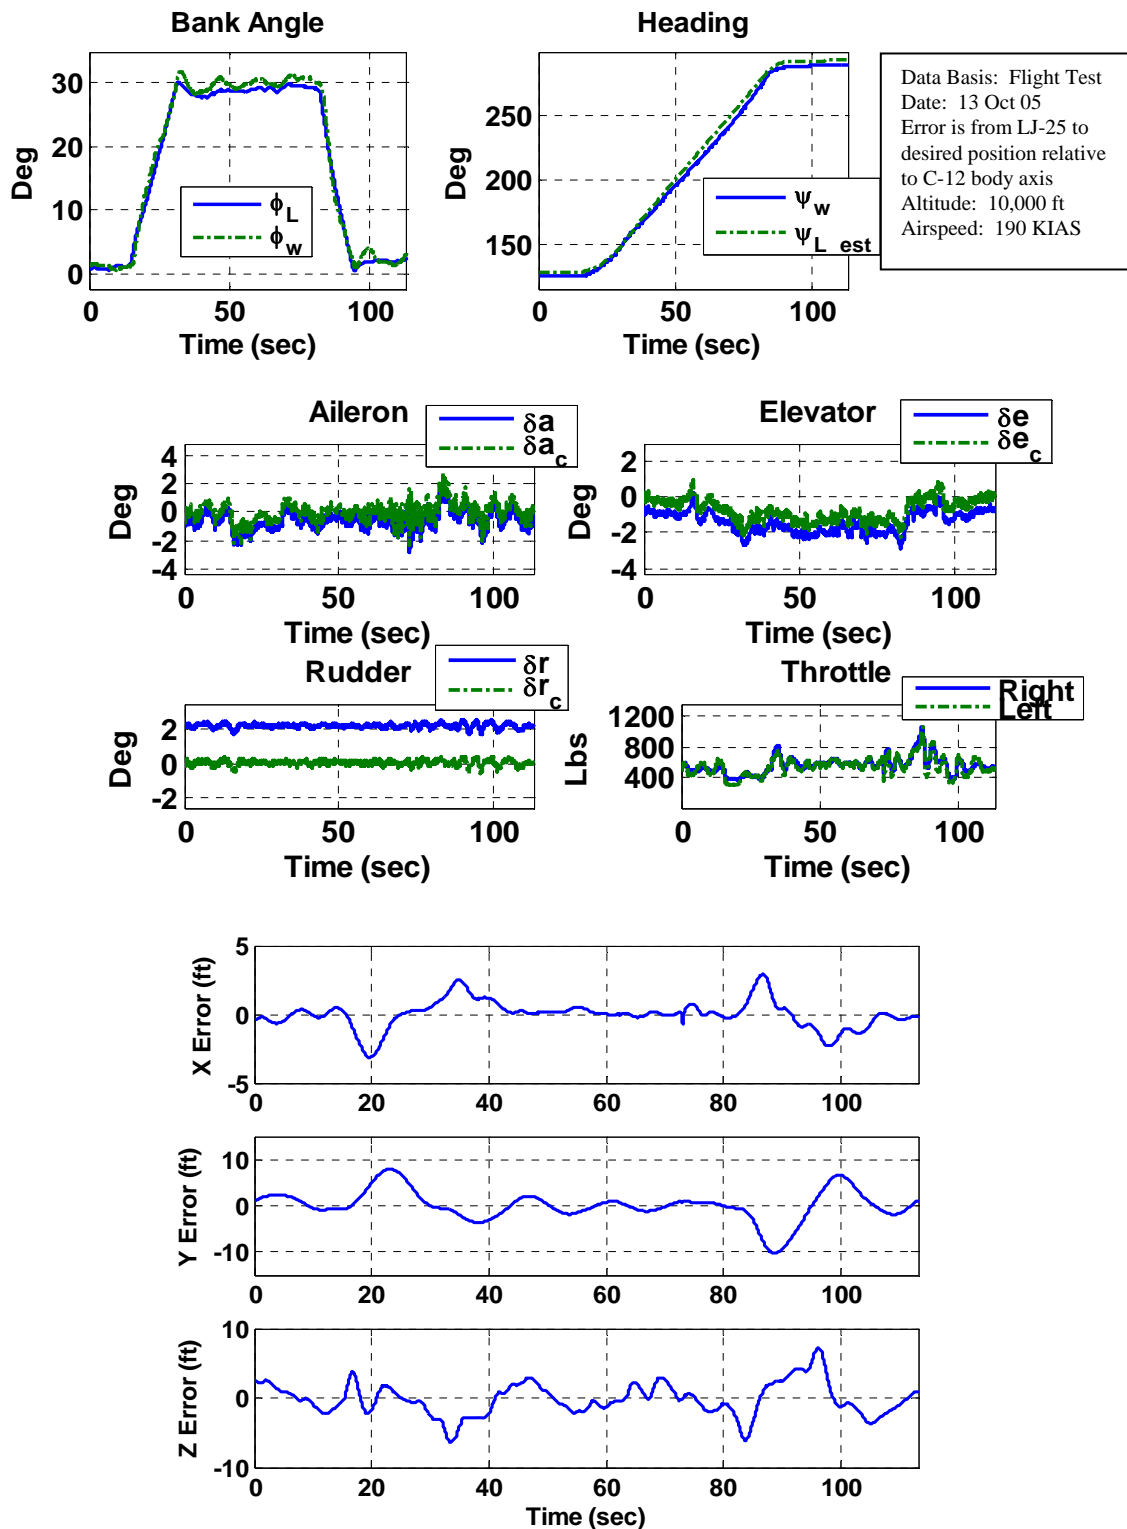 Bank Angle
Heading
30
20
10
0
Deg
ϕL
ϕw
0
50
100
Time (sec)
250
200
150
Deg
ψw
ψL est
0
50
100
Time (sec)
Data Basis: Flight Test
Date: 13 Oct 05
Error is from LJ-25 to
desired position relative
to C-12 body axis
Altitude: 10,000 ft
Airspeed: 190 KIAS
Aileron
δa
δac
4
2
0
-2
-4
Deg
0
50
100
Time (sec)
Elevator
δe
δec
2
0
-2
-4
Deg
0
50
100
Time (sec)
Rudder
δr
δrc
2
0
-2
Deg
0
50
100
Time (sec)
Throttle
Right
Left
1200
800
400
Lbs
0
50
100
Time (sec)
5
0
-5
X Error (ft)
0
20
40
60
80
100
10
0
-10
Y Error (ft)
0
20
40
60
80
100
10
0
-10
Z Error (ft)
0
20
40
60
80
100
Time (sec)